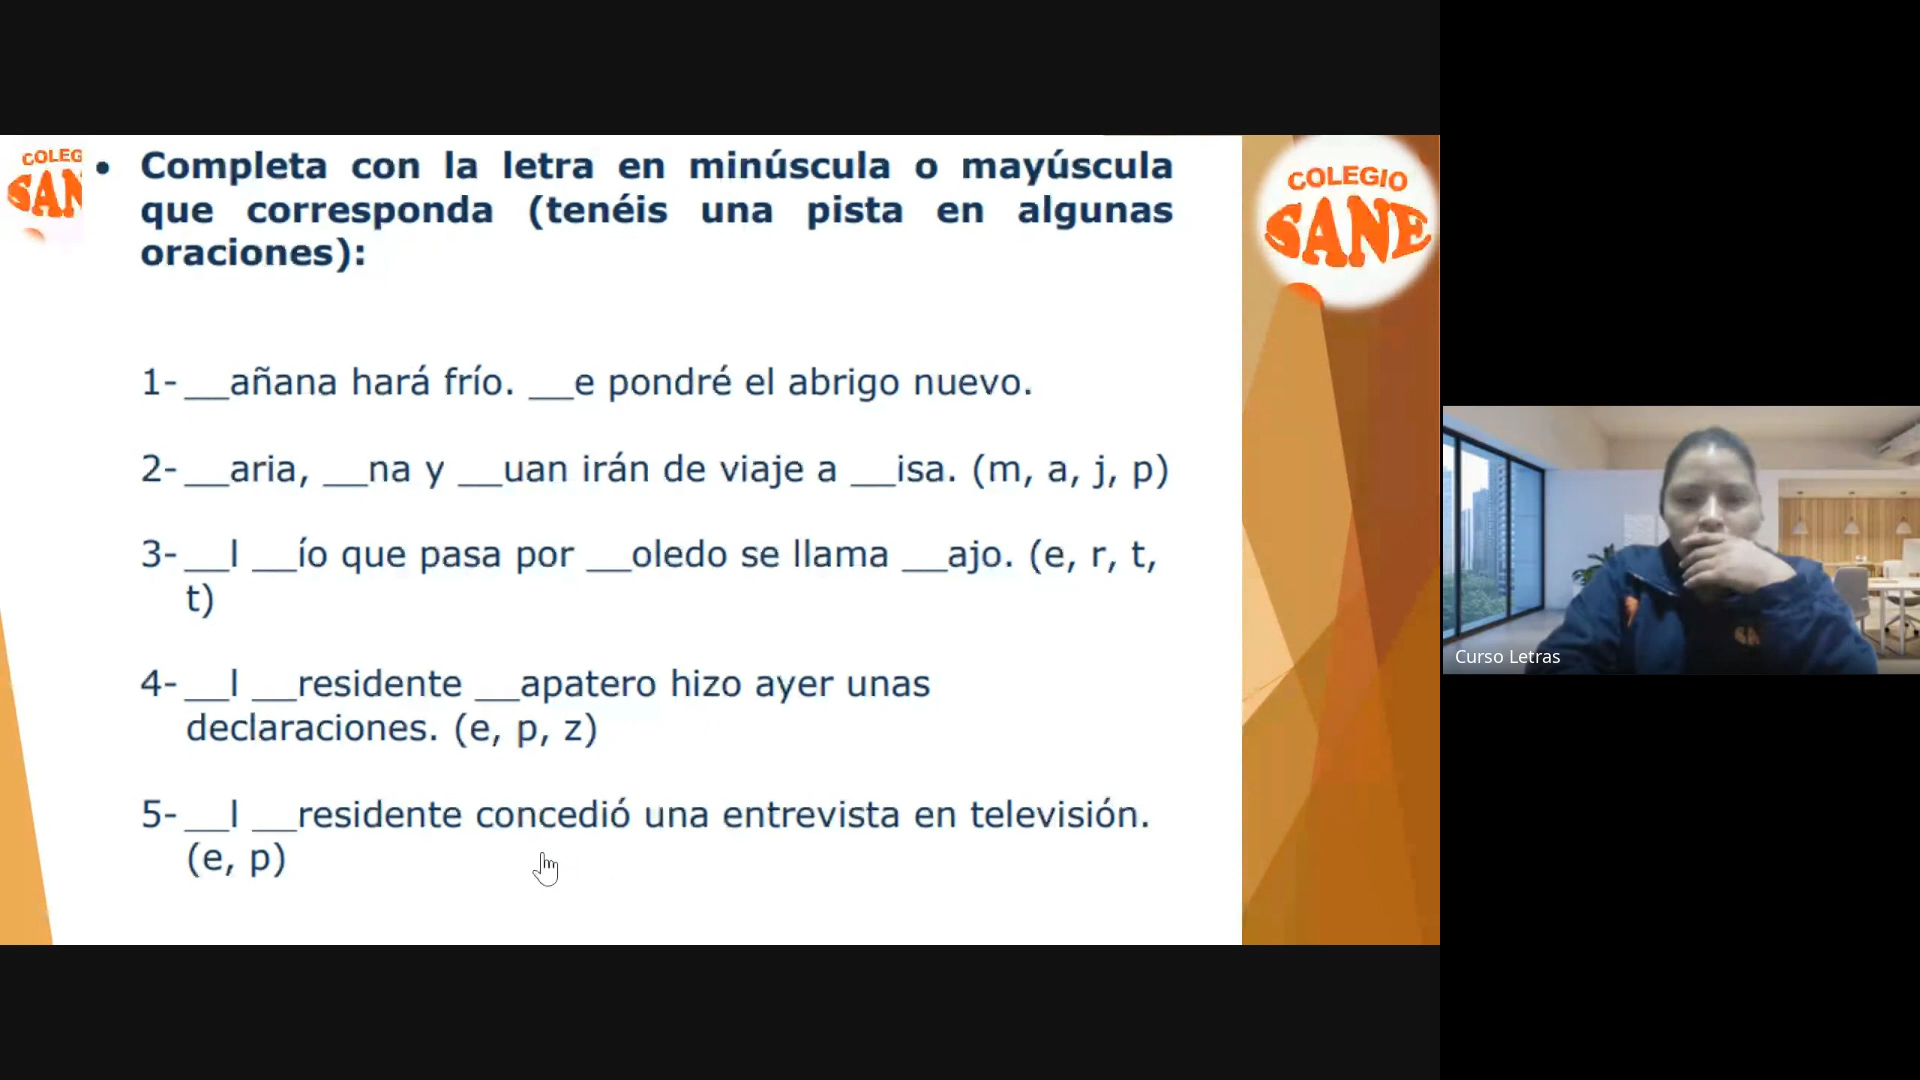 COLEG
SAN
• Completa con la letra en minúscula o mayúscula
que corresponda (tenéis una pista en algunas
oraciones):
COLEGIO
SANE
1- __añana hará frío. __e pondré el abrigo nuevo.
2- __aria, __na y __uan irán de viaje a __isa. (m, a, j, p)
3- __l __ío que pasa por __oledo se llama __ajo. (e, r, t,
t)
4- __l __residente __apatero hizo ayer unas
declaraciones. (e, p, z)
5- __l __residente concedió una entrevista en televisión.
(e, p)
SA
Curso Letras